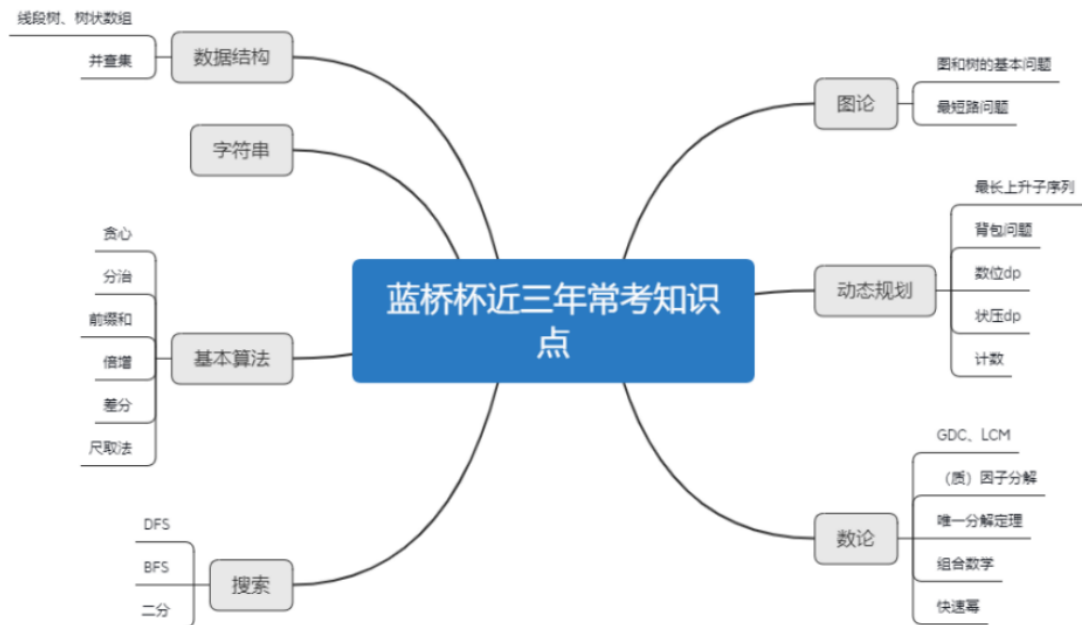 线段树、树状数组
并查集
数据结构
字符串
贪心
分治
前缀和
倍增
差分
尺取法
基本算法
DFS
BFS
二分
搜索
蓝桥杯近三年常考知识
点
图论
图和树的基本问题
最短路问题
动态规划
最长上升子序列
背包问题
数位dp
状压dp
计数
数论
GDC、LCM
（质）因子分解
唯一分解定理
组合数学
快速幂